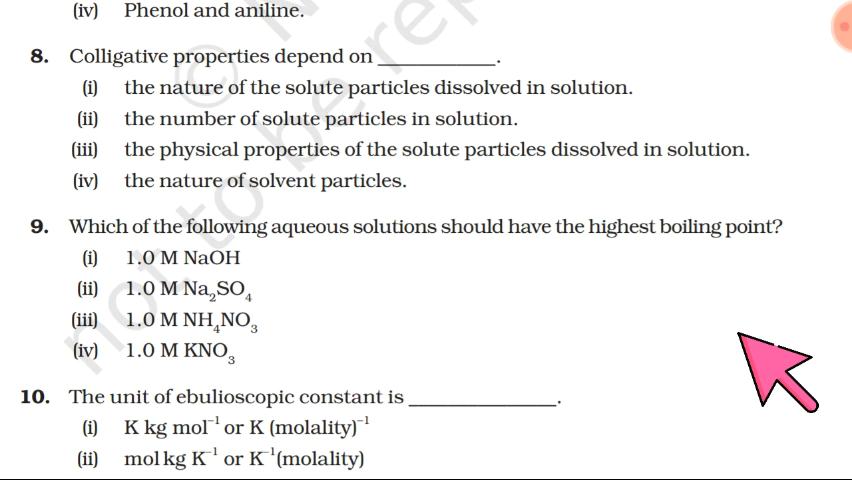 (iv) Phenol and aniline.
8. Colligative properties depend on ____________.
(i) the nature of the solute particles dissolved in solution.
(ii) the number of solute particles in solution.
(iii) the physical properties of the solute particles dissolved in solution.
(iv) the nature of solvent particles.
9. Which of the following aqueous solutions should have the highest boiling point?
(i) 1.0 M NaOH
(ii) 1.0 M Na₂SO₄
(iii) 1.0 M NH₄NO₃
(iv) 1.0 M KNO₃
10. The unit of ebulioscopic constant is _______________.
(i) K kg mol⁻¹ or K (molality)⁻¹
(ii) mol kg K⁻¹ or K⁻¹(molality)
© N
not to be rep